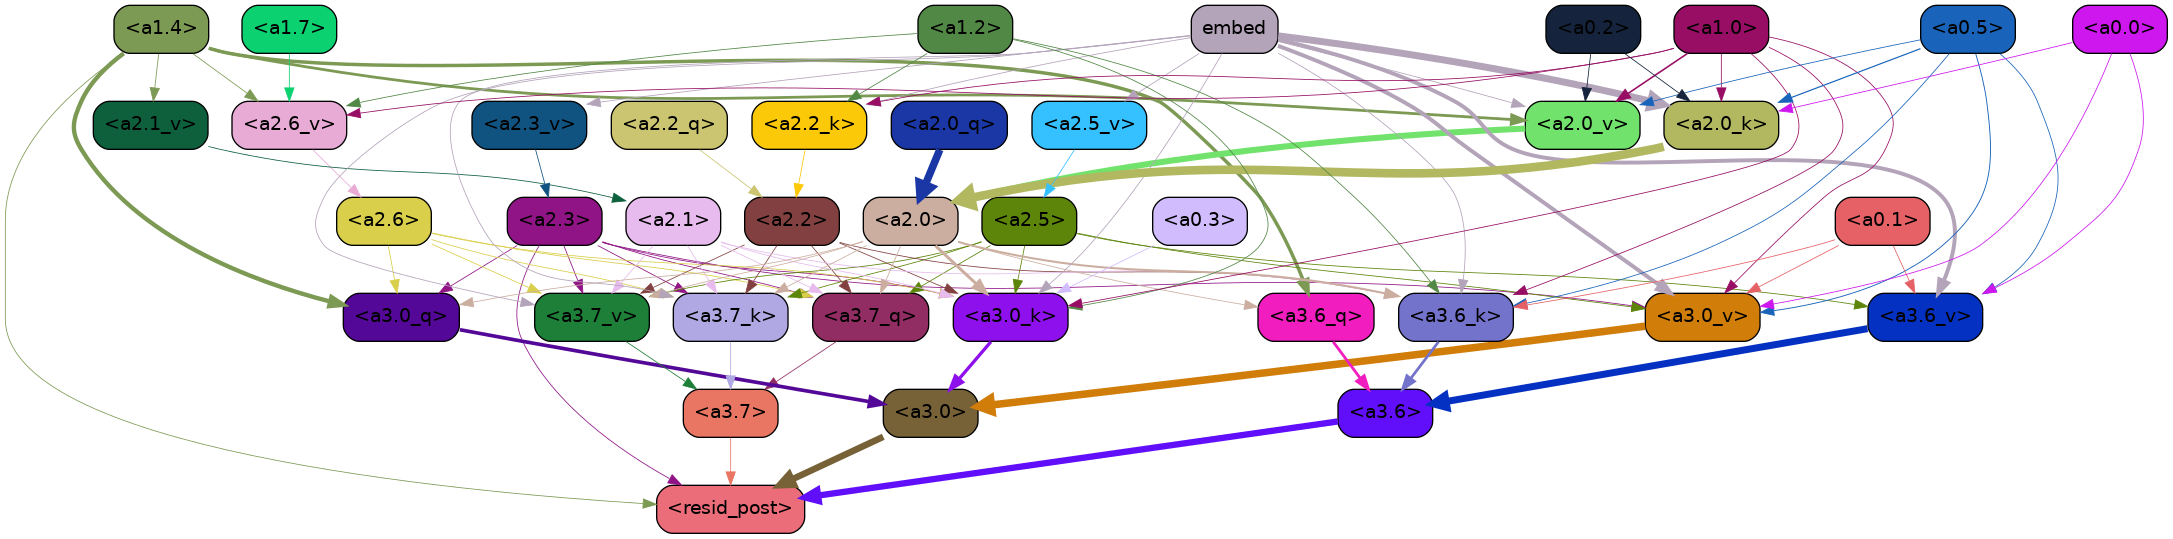 <a1.4> <a1.7> <a1.2> embed <a0.2> <a1.0> <a0.5> <a0.0>
<a2.1_v> <a2.6_v> <a2.3_v> <a2.2_q> <a2.2_k> <a2.0_q> <a2.5_v> <a2.0_v> <a2.0_k>
<a2.6> <a2.3> <a2.1> <a2.2> <a2.0> <a2.5> <a0.3> <a0.1>
<a3.0_q> <a3.7_v> <a3.7_k> <a3.7_q> <a3.0_k> <a3.6_q> <a3.6_k> <a3.0_v> <a3.6_v>
<a3.7> <a3.0> <a3.6>
<resid_post>